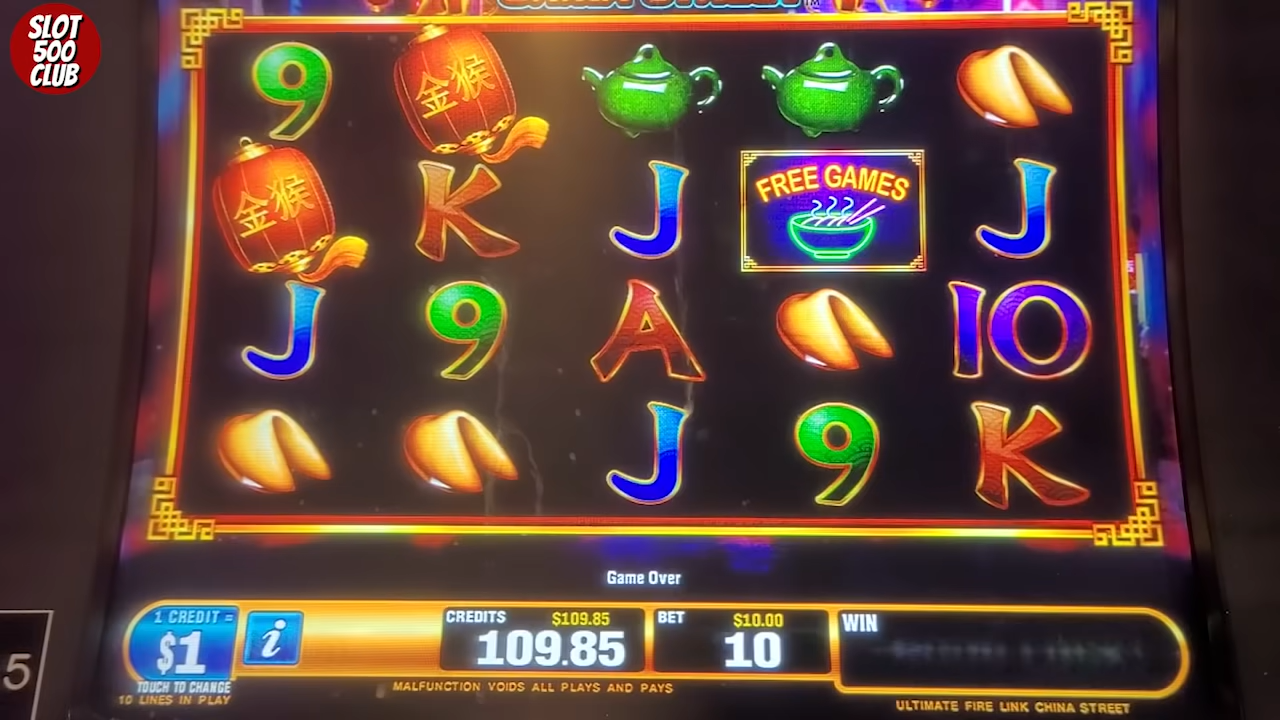 SLOT
500
CLUB
9
金猴
金猴
K
J
FREE GAMES
J
J
9
A
10
J
9
K
Game Over
1 CREDIT =
$1
TOUCH TO CHANGE
10 LINES IN PLAY
i
CREDITS $109.85
109.85
BET $10.00
10
WIN
MALFUNCTION VOIDS ALL PLAYS AND PAYS
ULTIMATE FIRE LINK CHINA STREET
5